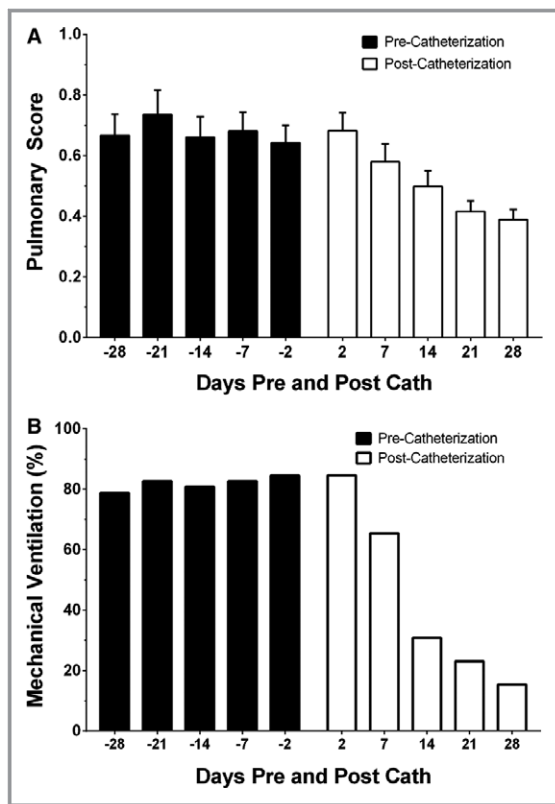 A
Pre-Catheterization
Post-Catheterization
Pulmonary Score
1.0
0.8
0.6
0.4
0.2
0.0
-28 -21 -14 -7 -2 2 7 14 21 28
Days Pre and Post Cath
B
Pre-Catheterization
Post-Catheterization
Mechanical Ventilation (%)
100
80
60
40
20
0
-28 -21 -14 -7 -2 2 7 14 21 28
Days Pre and Post Cath